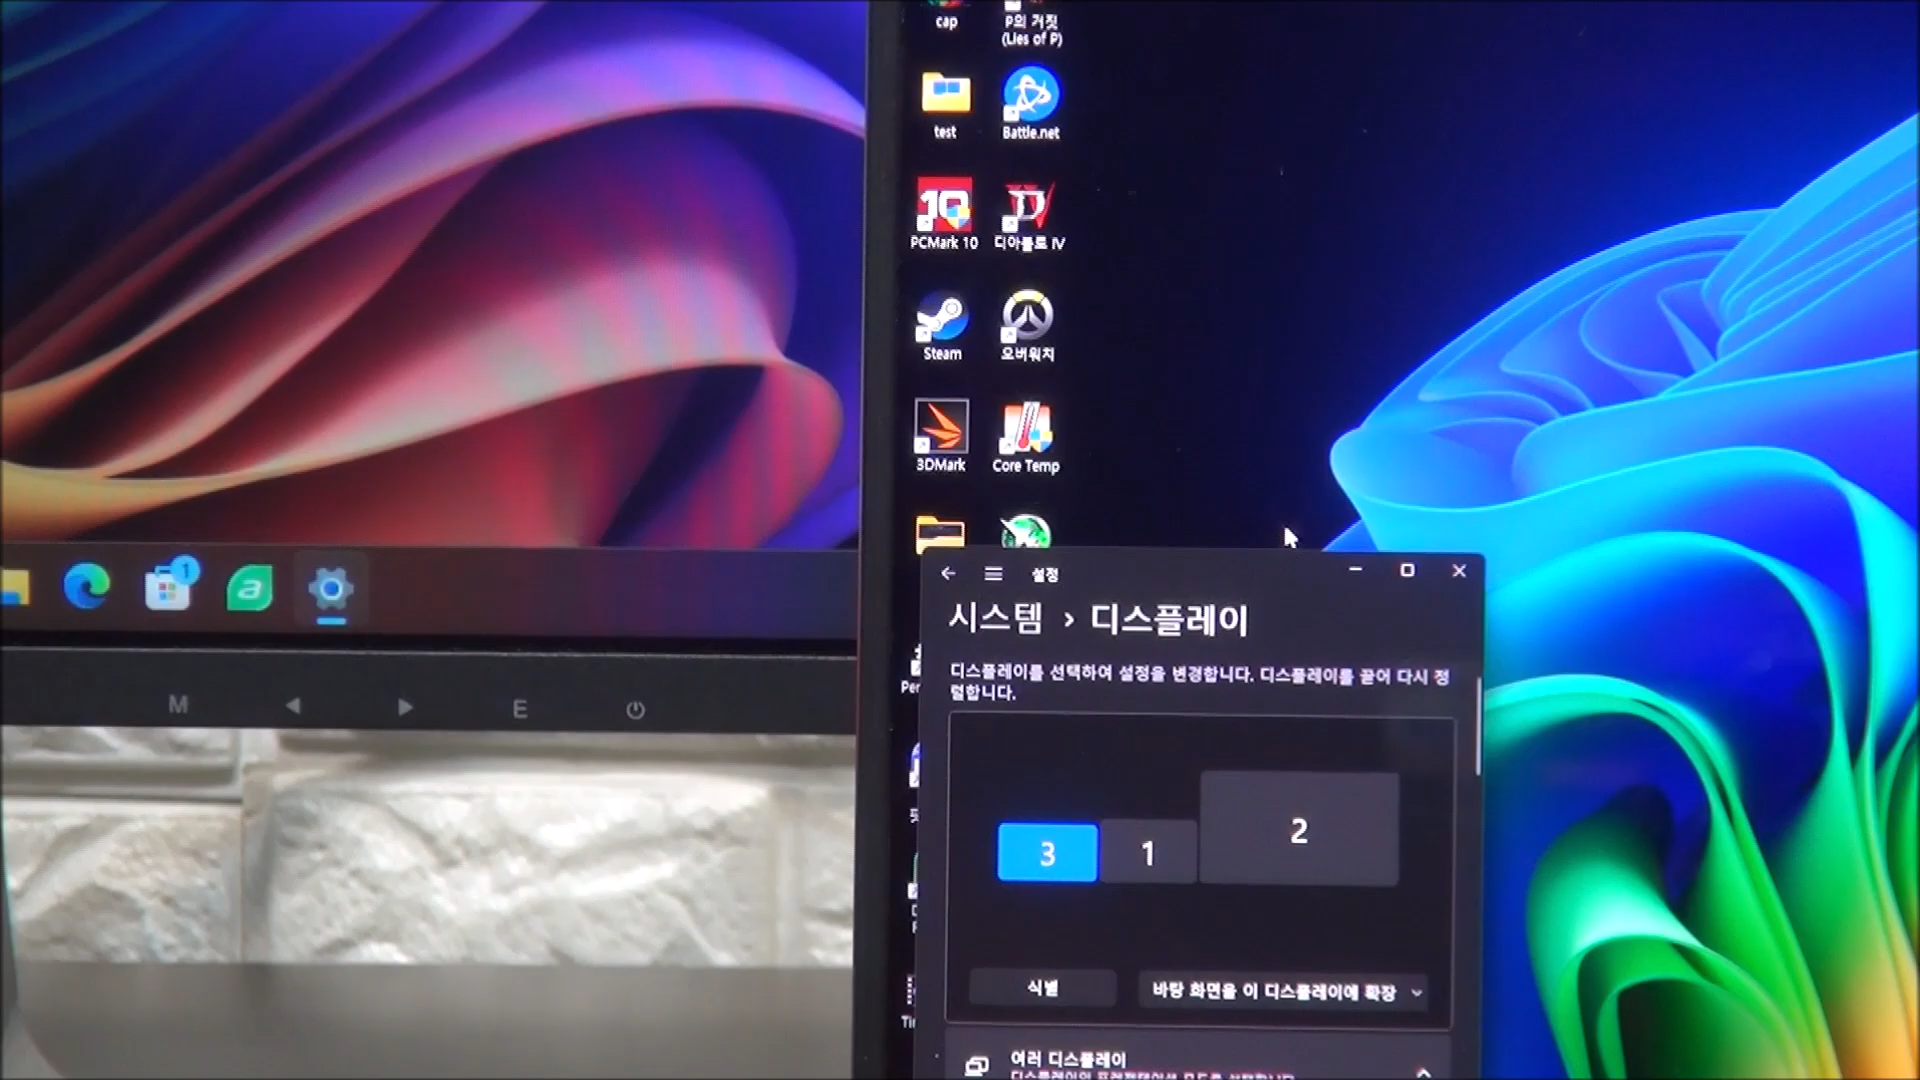 cap
P의 거짓
(Lies of P)
test
Battle.net
PCMark 10
디아블로 IV
Steam
오버워치
3DMark
Core Temp
설정
시스템 › 디스플레이
디스플레이를 선택하여 설정을 변경합니다. 디스플레이를 끌어 다시 정
렬합니다.
3
1
2
식별
바탕 화면을 이 디스플레이에 확장
여러 디스플레이
1
a
M
E